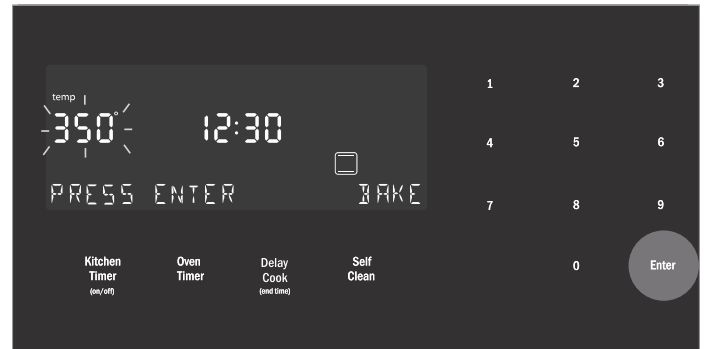 temp
350° 12:30
PRESS ENTER BAKE
1 2 3
4 5 6
7 8 9
0 Enter
Kitchen Timer (on/off)
Oven Timer
Delay Cook (end time)
Self Clean